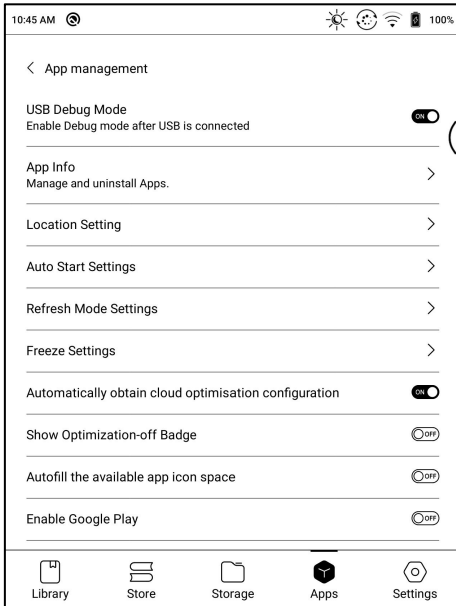 10:45 AM 100%
App management
USB Debug Mode
Enable Debug mode after USB is connected
ON
App Info
Manage and uninstall Apps.
Location Setting
Auto Start Settings
Refresh Mode Settings
Freeze Settings
Automatically obtain cloud optimisation configuration ON
Show Optimization-off Badge OFF
Autofill the available app icon space OFF
Enable Google Play OFF
Library Store Storage Apps Settings